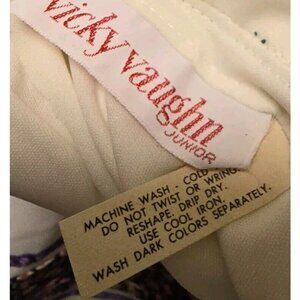 vicky vaughn
JUNIOR
MACHINE WASH - COLD
DO NOT TWIST OR WRING
RESHAPE. DRIP DRY.
USE COOL IRON.
WASH DARK COLORS SEPARATELY.